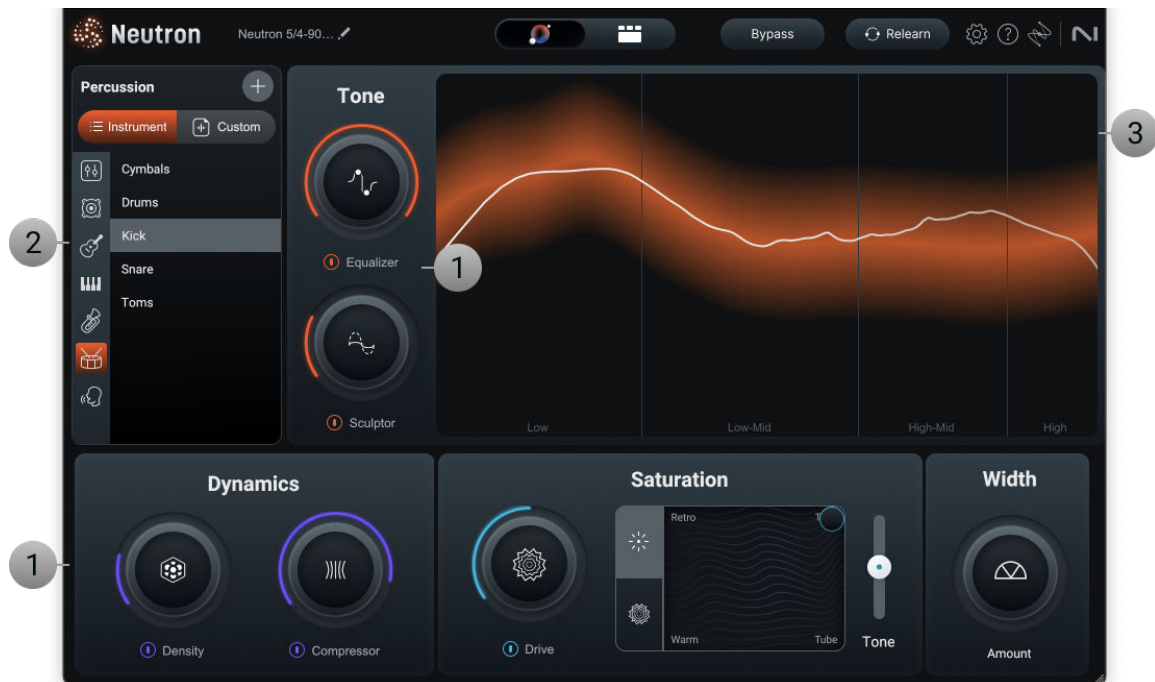 Neutron
Neutron 5/4-90...
Bypass
Relearn
Percussion
Instrument
Custom
Cymbals
Drums
Kick
Snare
Toms
2
Tone
Equalizer
1
Sculptor
3
Low
Low-Mid
High-Mid
High
1
Dynamics
Density
Compressor
Saturation
Drive
Retro
Warm
Tube
Tone
Width
Amount